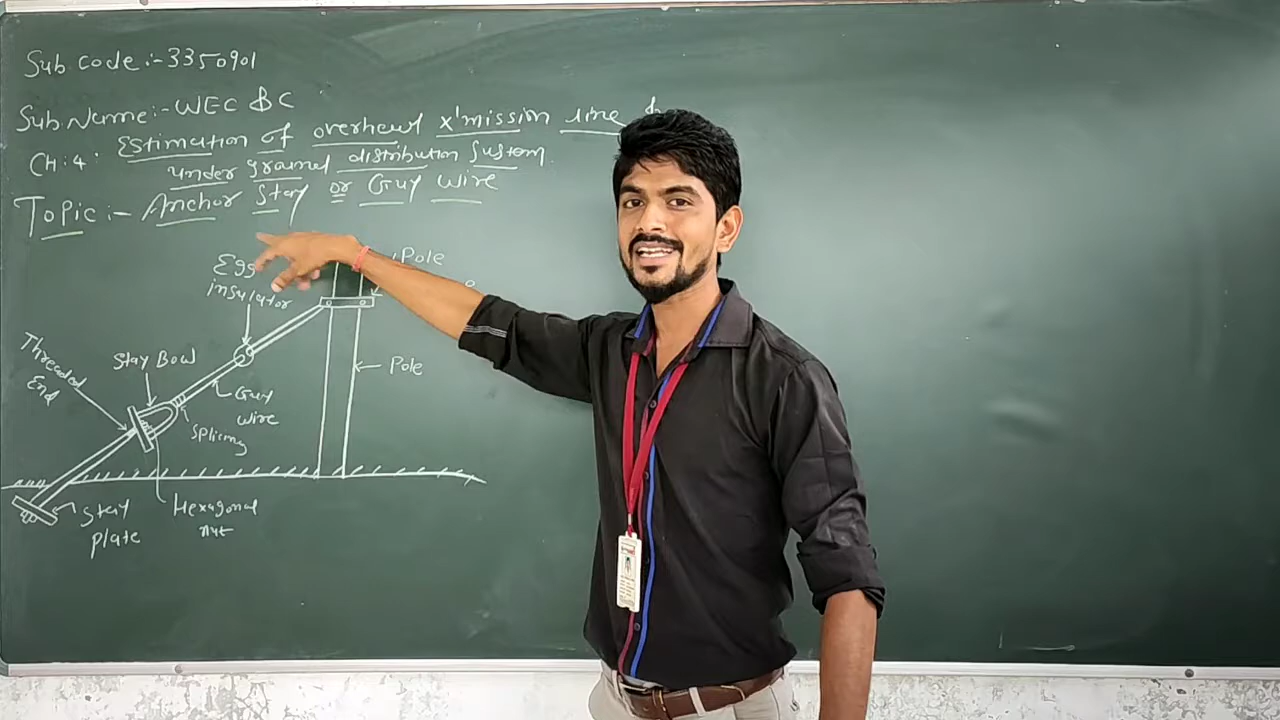 Sub code :- 3350901
Sub Name :- WEC &C
Ch: 4. Estimation of overhead x'mission line &
under ground distribution system
Topic :- Anchor Stay or Guy wire
Egg
insulator
Pole
Threaded
End
Stay Bow
Pole
Guy
wire
Splicing
Stay
plate
Hexagonal
nut